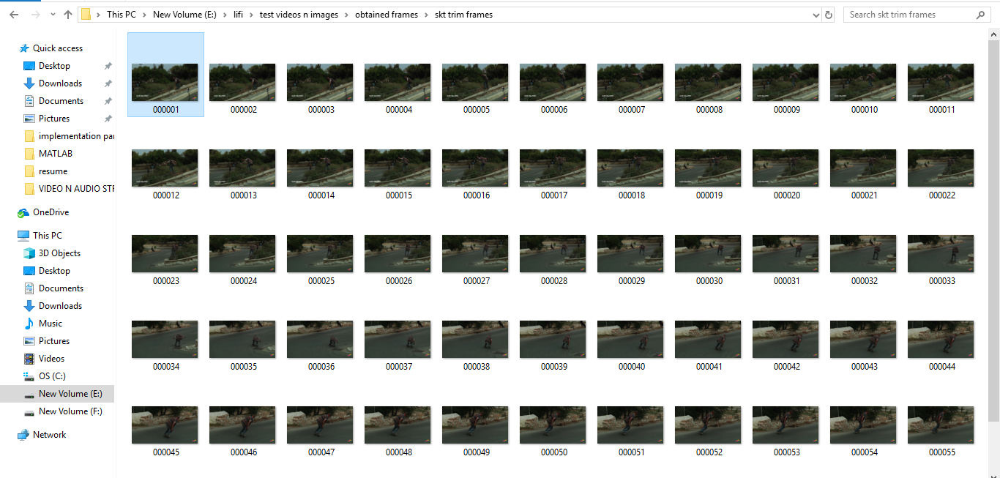 This PC > New Volume (E:) > lifi > test videos n images > obtained frames > skt trim frames
Search skt trim frames
Quick access
Desktop
Downloads
Documents
Pictures
implementation par
MATLAB
resume
VIDEO N AUDIO STR
OneDrive
This PC
3D Objects
Desktop
Documents
Downloads
Music
Pictures
Videos
OS (C:)
New Volume (E:)
New Volume (F:)
Network
000001 000002 000003 000004 000005 000006 000007 000008 000009 000010 000011
000012 000013 000014 000015 000016 000017 000018 000019 000020 000021 000022
000023 000024 000025 000026 000027 000028 000029 000030 000031 000032 000033
000034 000035 000036 000037 000038 000039 000040 000041 000042 000043 000044
000045 000046 000047 000048 000049 000050 000051 000052 000053 000054 000055